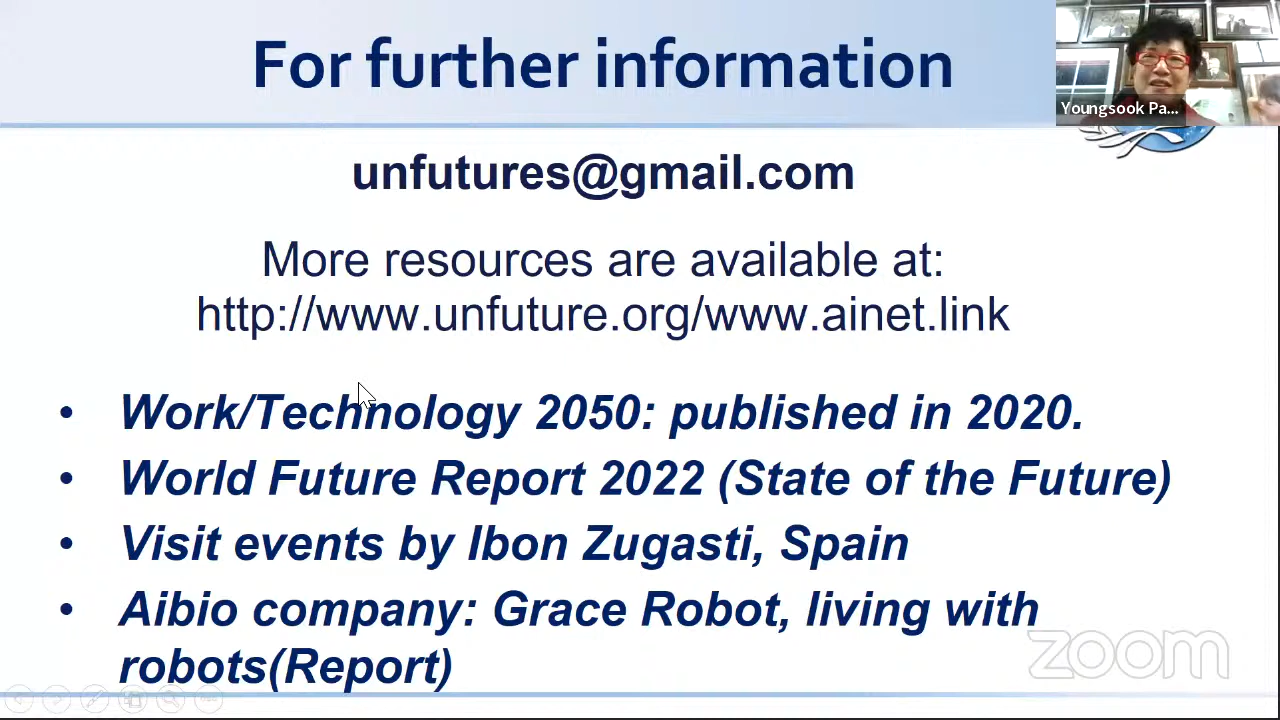 For further information
Youngsook Pa...
unfutures@gmail.com
More resources are available at:
http://www.unfuture.org/www.ainet.link
• Work/Technology 2050: published in 2020.
• World Future Report 2022 (State of the Future)
• Visit events by Ibon Zugasti, Spain
• Aibio company: Grace Robot, living with
robots(Report)
zoom